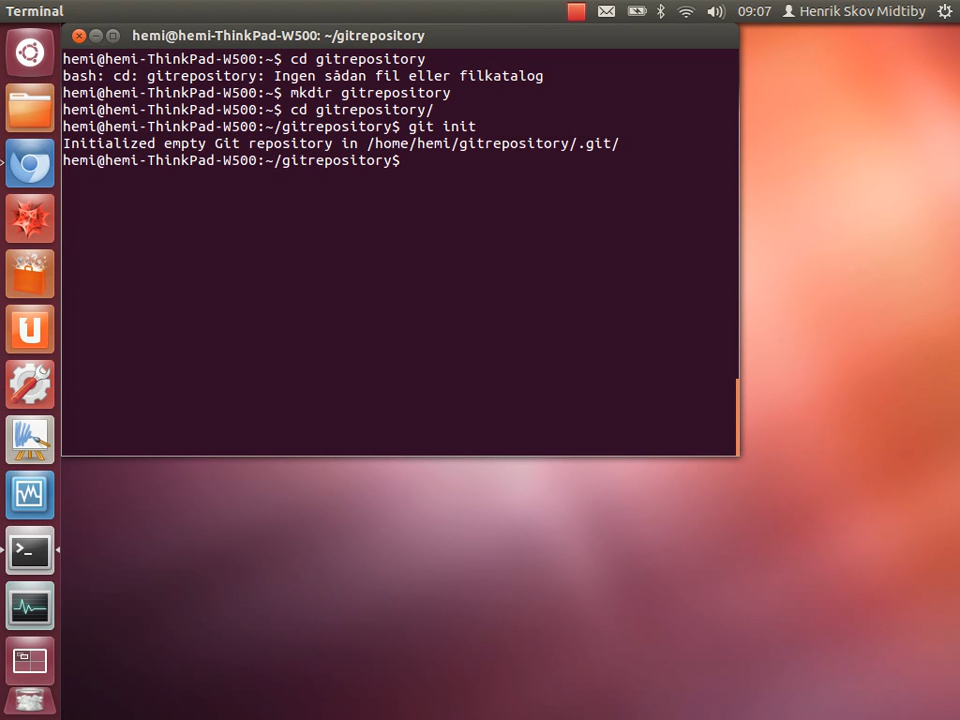 Terminal
09:07
Henrik Skov Midtiby
hemi@hemi-ThinkPad-W500: ~/gitrepository
hemi@hemi-ThinkPad-W500:~$ cd gitrepository
bash: cd: gitrepository: Ingen sådan fil eller filkatalog
hemi@hemi-ThinkPad-W500:~$ mkdir gitrepository
hemi@hemi-ThinkPad-W500:~$ cd gitrepository/
hemi@hemi-ThinkPad-W500:~/gitrepository$ git init
Initialized empty Git repository in /home/hemi/gitrepository/.git/
hemi@hemi-ThinkPad-W500:~/gitrepository$